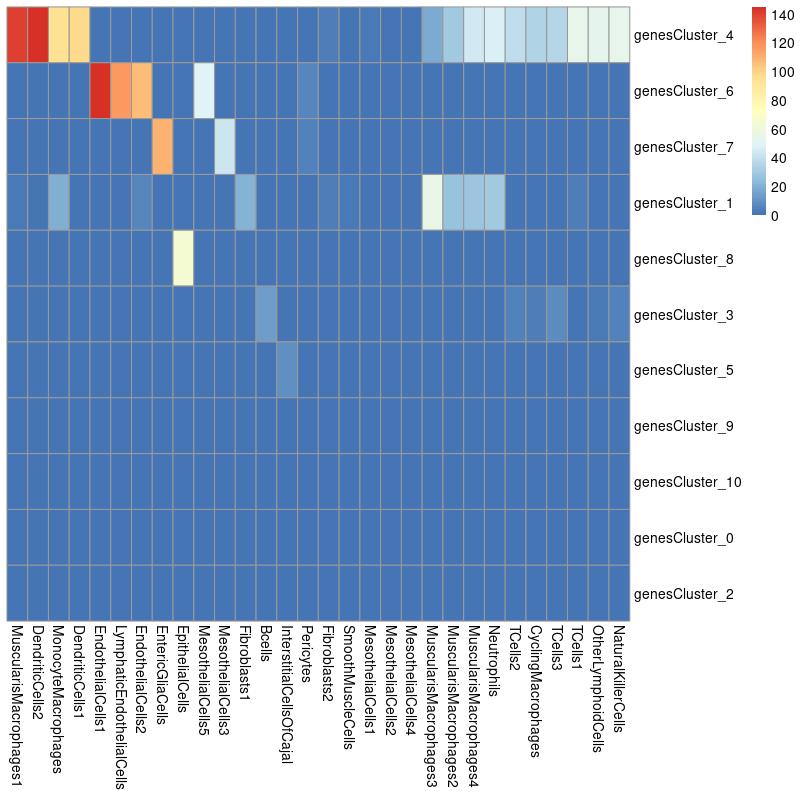 genesCluster_4
genesCluster_6
genesCluster_7
genesCluster_1
genesCluster_8
genesCluster_3
genesCluster_5
genesCluster_9
genesCluster_10
genesCluster_0
genesCluster_2
140
120
100
80
60
40
20
0
MuscularisMacrophages1
DendriticCells2
MonocyteMacrophages
DendriticCells1
EndothelialCells1
LymphaticEndothelialCells
EndothelialCells2
EntericGliaCells
EpithelialCells
MesothelialCells5
MesothelialCells3
Fibroblasts1
Bcells
InterstitialCellsOfCajal
Pericytes
Fibroblasts2
SmoothMuscleCells
MesothelialCells1
MesothelialCells2
MesothelialCells4
MuscularisMacrophages3
MuscularisMacrophages2
MuscularisMacrophages4
Neutrophils
TCells2
CyclingMacrophages
TCells3
TCells1
OtherLymphoidCells
NaturalKillerCells